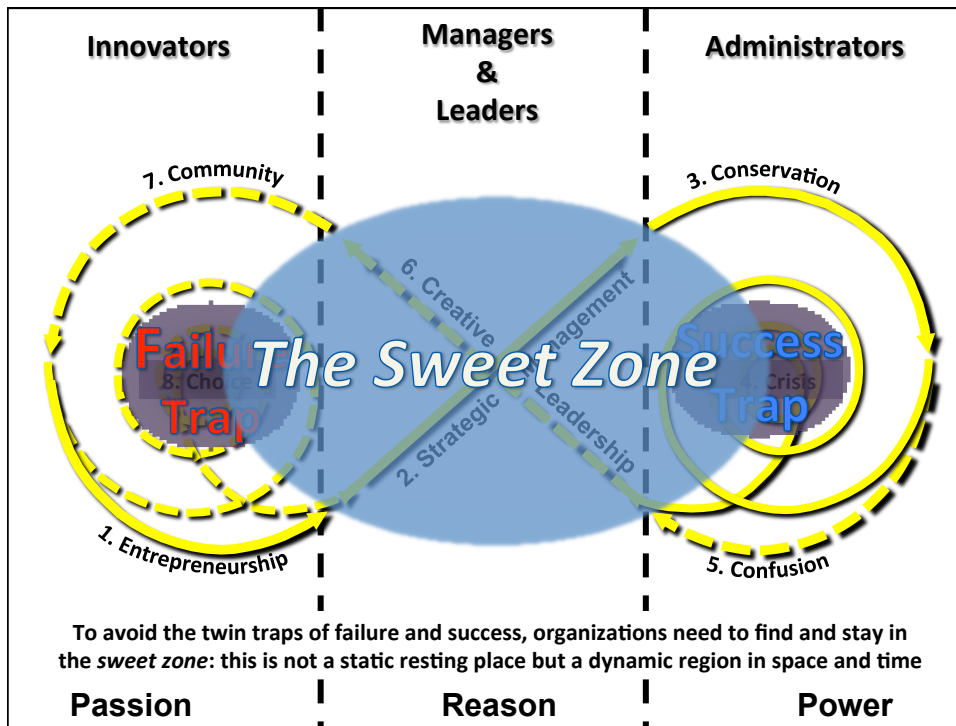 Innovators
Managers
&
Leaders
Administrators
7. Community
3. Conservation
6. Creative
Leadership
2. Strategic
Management
Failure
Trap
8. Choice
The Sweet Zone
Success
Trap
4. Crisis
1. Entrepreneurship
5. Confusion
To avoid the twin traps of failure and success, organizations need to find and stay in
the sweet zone: this is not a static resting place but a dynamic region in space and time
Passion
Reason
Power